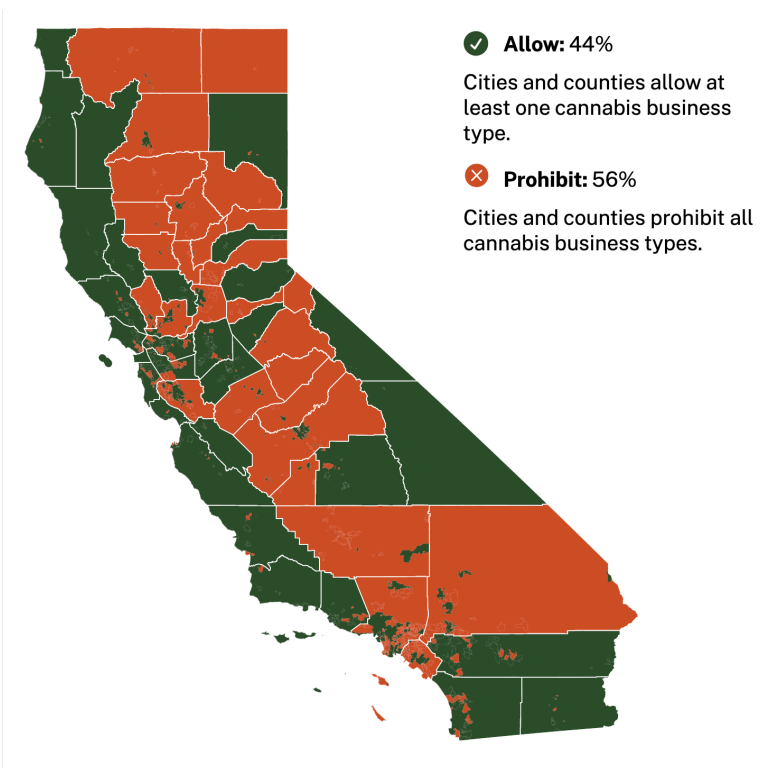 Allow: 44%
Cities and counties allow at
least one cannabis business
type.
Prohibit: 56%
Cities and counties prohibit all
cannabis business types.